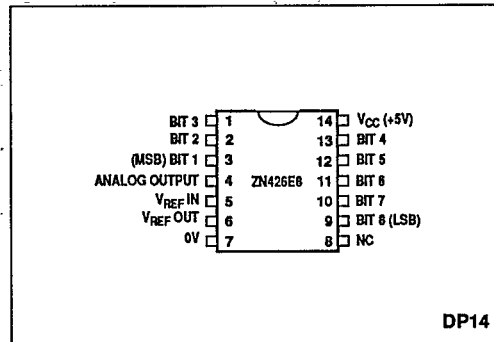 BIT 3 1 14 VCC (+5V)
BIT 2 2 13 BIT 4
(MSB) BIT 1 3 12 BIT 5
ANALOG OUTPUT 4 ZN426E8 11 BIT 6
VREF IN 5 10 BIT 7
VREF OUT 6 9 BIT 8 (LSB)
0V 7 8 NC
DP14